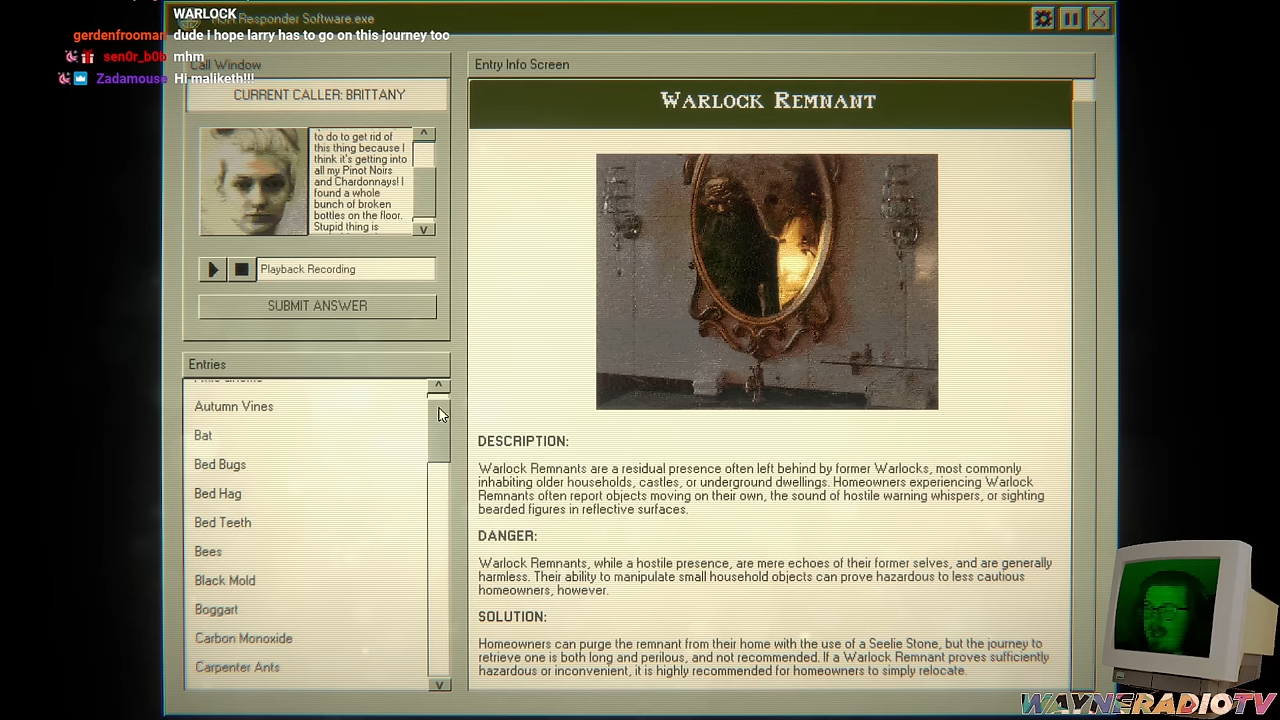 WARLOCK
Responder Software.exe
gerdenfrooman dude i hope larry has to go on this journey too
sen0r_b0b mhm
Zadamouse Hi maliketh!!!
Call Window
CURRENT CALLER: BRITTANY
to do to get rid of
this thing because I
think it's getting into
all my Pinot Noirs
and Chardonnays! I
found a whole
bunch of broken
bottles on the floor.
Stupid thing is
Playback Recording
SUBMIT ANSWER
Entries
Autumn Vines
Bat
Bed Bugs
Bed Hag
Bed Teeth
Bees
Black Mold
Boggart
Carbon Monoxide
Carpenter Ants
Entry Info Screen
WARLOCK REMNANT
DESCRIPTION:
Warlock Remnants are a residual presence often left behind by former Warlocks, most commonly
inhabiting older households, castles, or underground dwellings. Homeowners experiencing Warlock
Remnants often report objects moving on their own, the sound of hostile warning whispers, or sighting
bearded figures in reflective surfaces.
DANGER:
Warlock Remnants, while a hostile presence, are mere echoes of their former selves, and are generally
harmless. Their ability to manipulate small household objects can prove hazardous to less cautious
homeowners, however.
SOLUTION:
Homeowners can purge the remnant from their home with the use of a Seelie Stone, but the journey to
retrieve one is both long and perilous, and not recommended. If a Warlock Remnant proves sufficiently
hazardous or inconvenient, it is highly recommended for homeowners to simply relocate.
WAYNERADIOTV